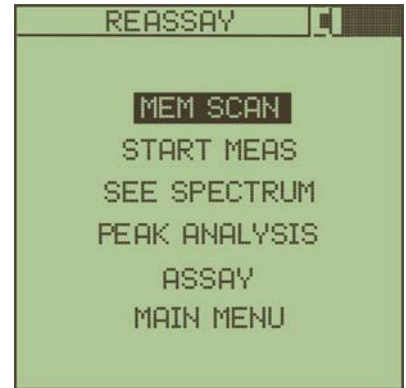 REASSAY
MEM SCAN
START MEAS
SEE SPECTRUM
PEAK ANALYSIS
ASSAY
MAIN MENU